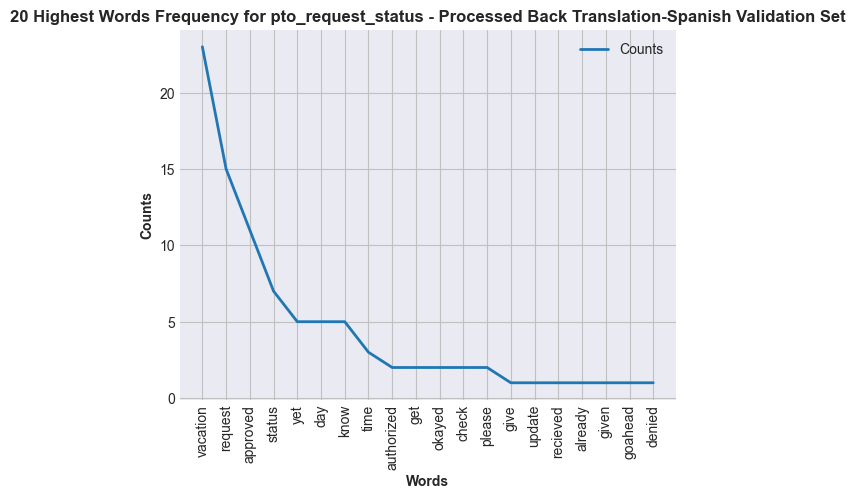 20 Highest Words Frequency for pto_request_status - Processed Back Translation-Spanish Validation Set
Counts
20
15
10
5
0
Counts
vacation
request
approved
status
yet
day
know
time
authorized
get
okayed
check
please
give
update
recieved
already
given
goahead
denied
Words